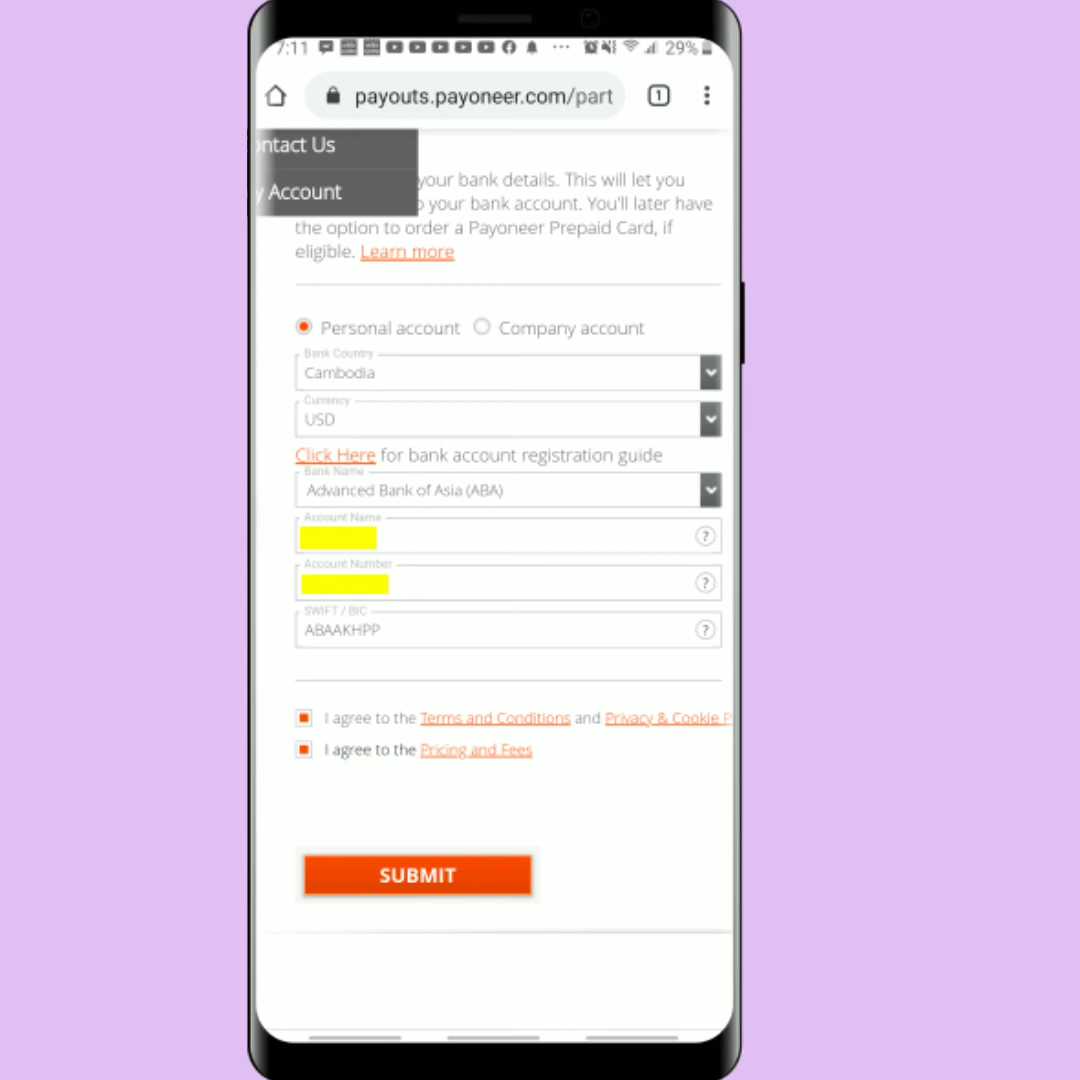 7:11 29%
payouts.payoneer.com/part 1
ntact Us
Account
your bank details. This will let you
your bank account. You'll later have
the option to order a Payoneer Prepaid Card, if
eligible. Learn more
Personal account Company account
Bank Country
Cambodia
Currency
USD
Click Here for bank account registration guide
Bank Name
Advanced Bank of Asia (ABA)
Account Name
?
Account Number
?
SWIFT / BIC
ABAAKHPP ?
I agree to the Terms and Conditions and Privacy & Cookie P
I agree to the Pricing and Fees
SUBMIT